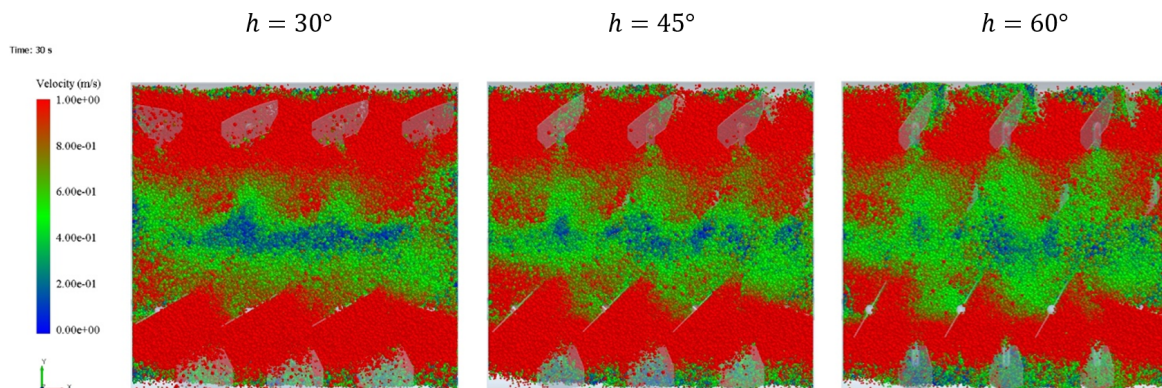 h = 30° h = 45° h = 60°
Time: 30 s
Velocity (m/s)
1.00e+00
8.00e-01
6.00e-01
4.00e-01
2.00e-01
0.00e+00
Y
X